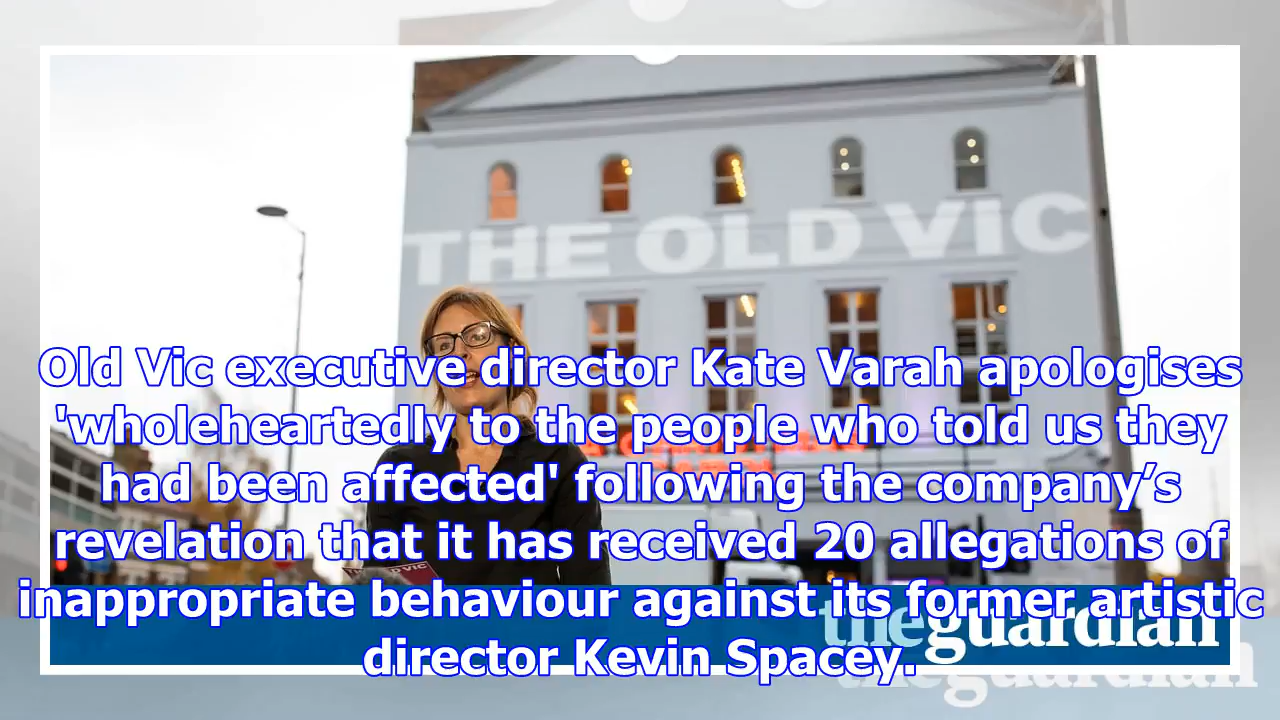 THE OLD VIC
Old Vic executive director Kate Varah apologises
'wholeheartedly to the people who told us they
had been affected' following the company’s
revelation that it has received 20 allegations of
inappropriate behaviour against its former artistic
director Kevin Spacey.
theguardian
theguardian